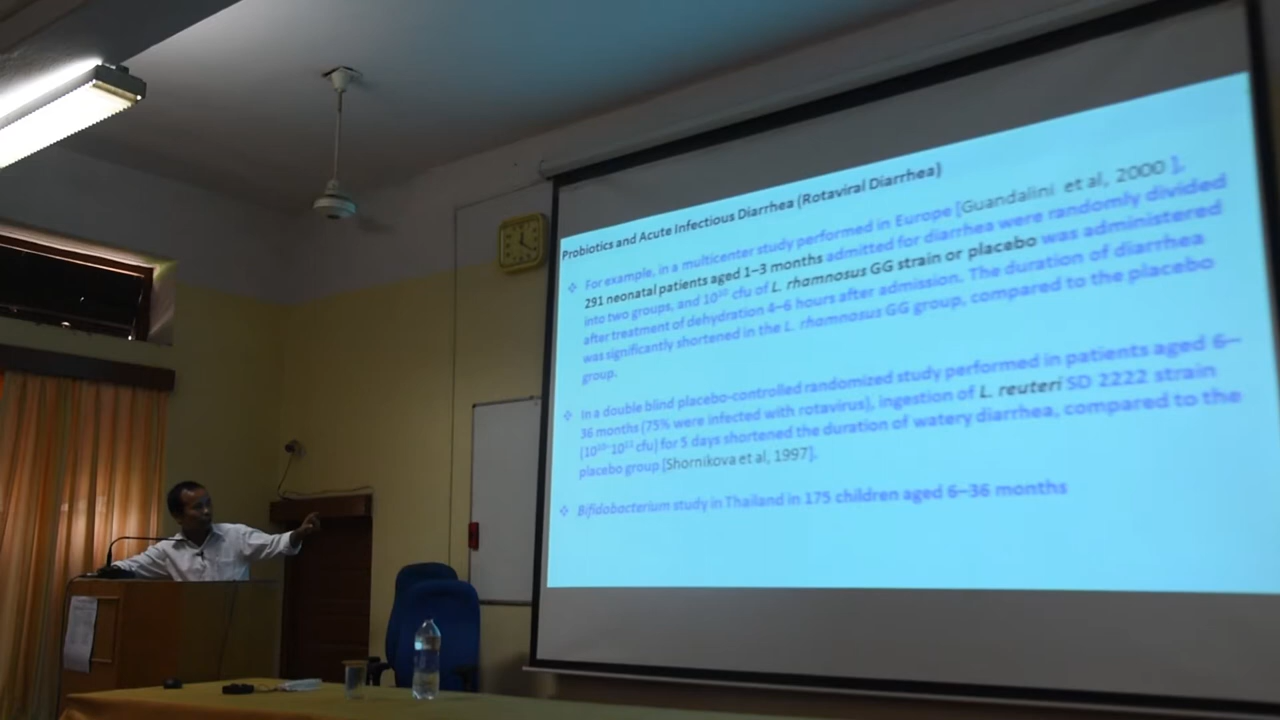 Probiotics and Acute Infectious Diarrhea (Rotaviral Diarrhea)
For example, in a multicenter study performed in Europe [Guandalini et al, 2000 ],
291 neonatal patients aged 1–3 months admitted for diarrhea were randomly divided
into two groups, and 10¹⁰ cfu of L. rhamnosus GG strain or placebo was administered
after treatment of dehydration 4–6 hours after admission. The duration of diarrhea
was significantly shortened in the L. rhamnosus GG group, compared to the placebo
group.
In a double blind placebo-controlled randomized study performed in patients aged 6–
36 months (75% were infected with rotavirus), ingestion of L. reuteri SD 2222 strain
(10¹⁰-10¹¹ cfu) for 5 days shortened the duration of watery diarrhea, compared to the
placebo group [Shornikova et al, 1997].
Bifidobacterium study in Thailand in 175 children aged 6–36 months